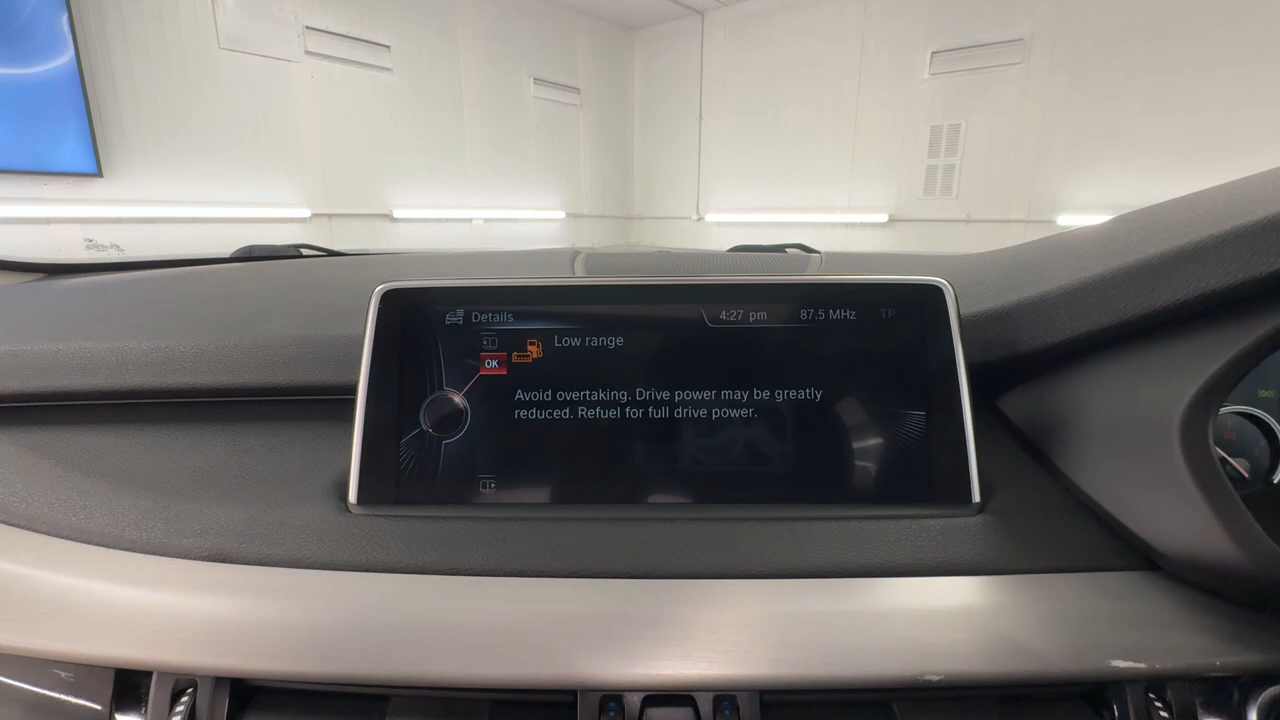 Details
4:27 pm
87.5 MHz
TP
Low range
OK
Avoid overtaking. Drive power may be greatly
reduced. Refuel for full drive power.